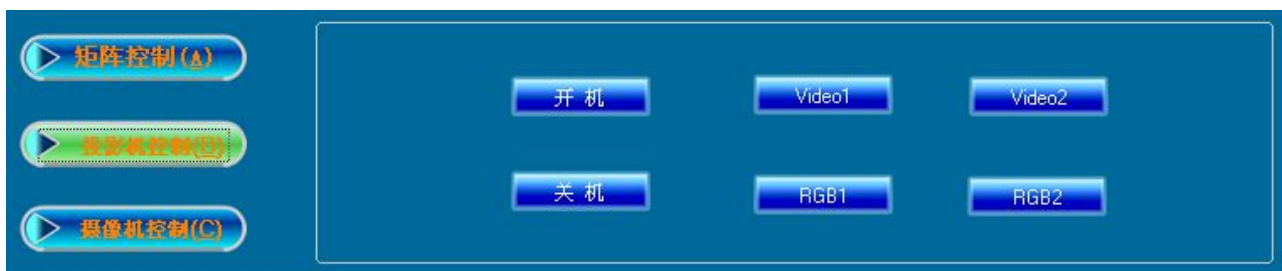 矩阵控制(A)
投影机控制(B)
摄像机控制(C)
开 机
Video1
Video2
关 机
RGB1
RGB2